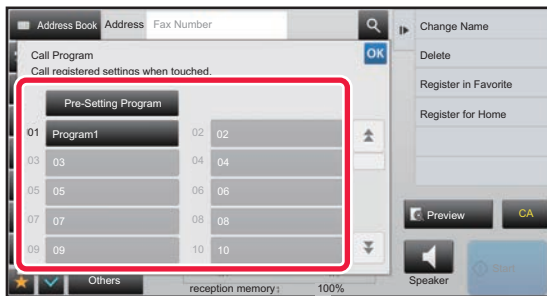 Address Book Address Fax Number
Call Program
Call registered settings when touched.
OK
Pre-Setting Program
01 Program1 02 02
03 03 04 04
05 05 06 06
07 07 08 08
09 09 10 10
Others
reception memory: 100%
Change Name
Delete
Register in Favorite
Register for Home
Preview CA
Speaker Start